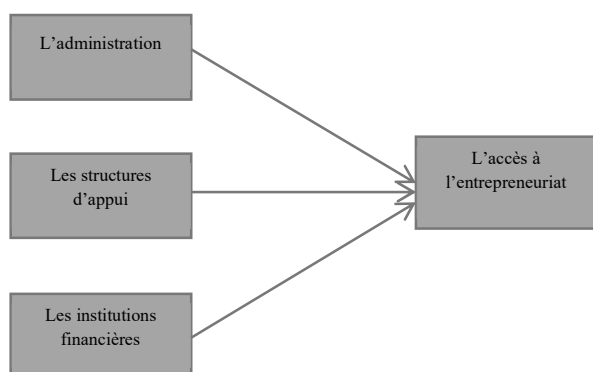 L’administration
Les structures
d’appui
Les institutions
financières
L’accès à
l’entrepreneuriat